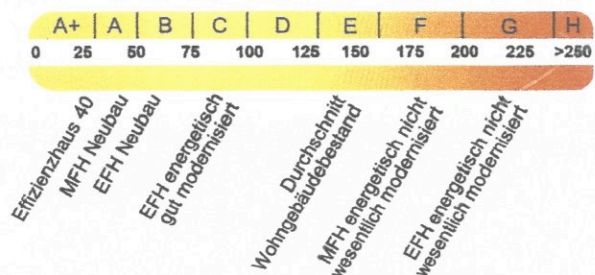 A+ A B C D E F G H
0 25 50 75 100 125 150 175 200 225 >250
Effizienzhaus 40
MFH Neubau
EFH Neubau
EFH energetisch
gut modernisiert
Durchschnitt
Wohngebäudebestand
MFH energetisch nicht
wesentlich modernisiert
EFH energetisch nicht
wesentlich modernisiert